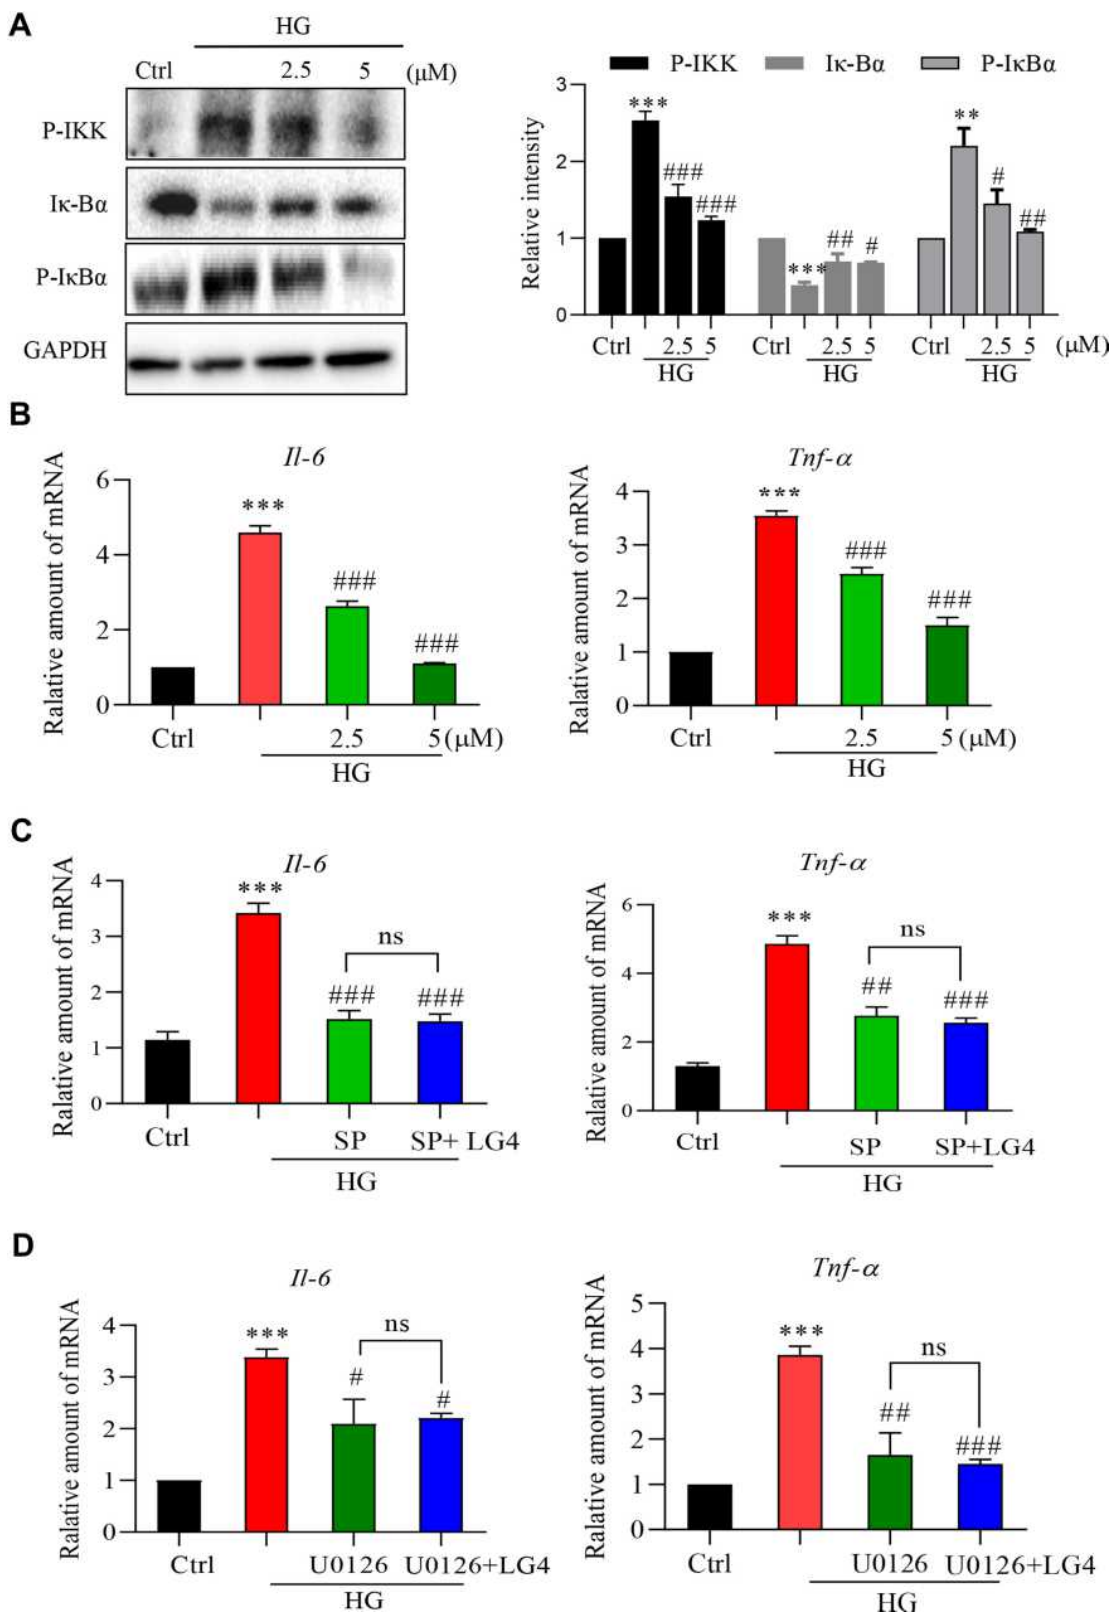 A
HG
Ctrl 2.5 5 (μM)
P-IKK
Iκ-Bα
P-IκBα
GAPDH
P-IKK Iκ-Bα P-IκBα
Relative intensity
3
2
1
0
*** ### ###
*** ## #
** # ##
Ctrl 2.5 5 Ctrl 2.5 5 Ctrl 2.5 5 (μM)
HG HG HG
B
Il-6
Ralative amount of mRNA
6
4
2
0
***
###
###
Ctrl 2.5 5 (μM)
HG
Tnf-α
Ralative amount of mRNA
4
3
2
1
0
***
###
###
Ctrl 2.5 5 (μM)
HG
C
Il-6
Ralative amount of mRNA
4
3
2
1
0
***
ns
### ###
Ctrl SP SP+ LG4
HG
Tnf-α
Ralative amount of mRNA
6
4
2
0
***
ns
## ###
Ctrl SP SP+LG4
HG
D
Il-6
Ralative amount of mRNA
4
3
2
1
0
***
ns
# #
Ctrl U0126 U0126+LG4
HG
Tnf-α
Ralative amount of mRNA
5
4
3
2
1
0
***
ns
## ###
Ctrl U0126 U0126+LG4
HG